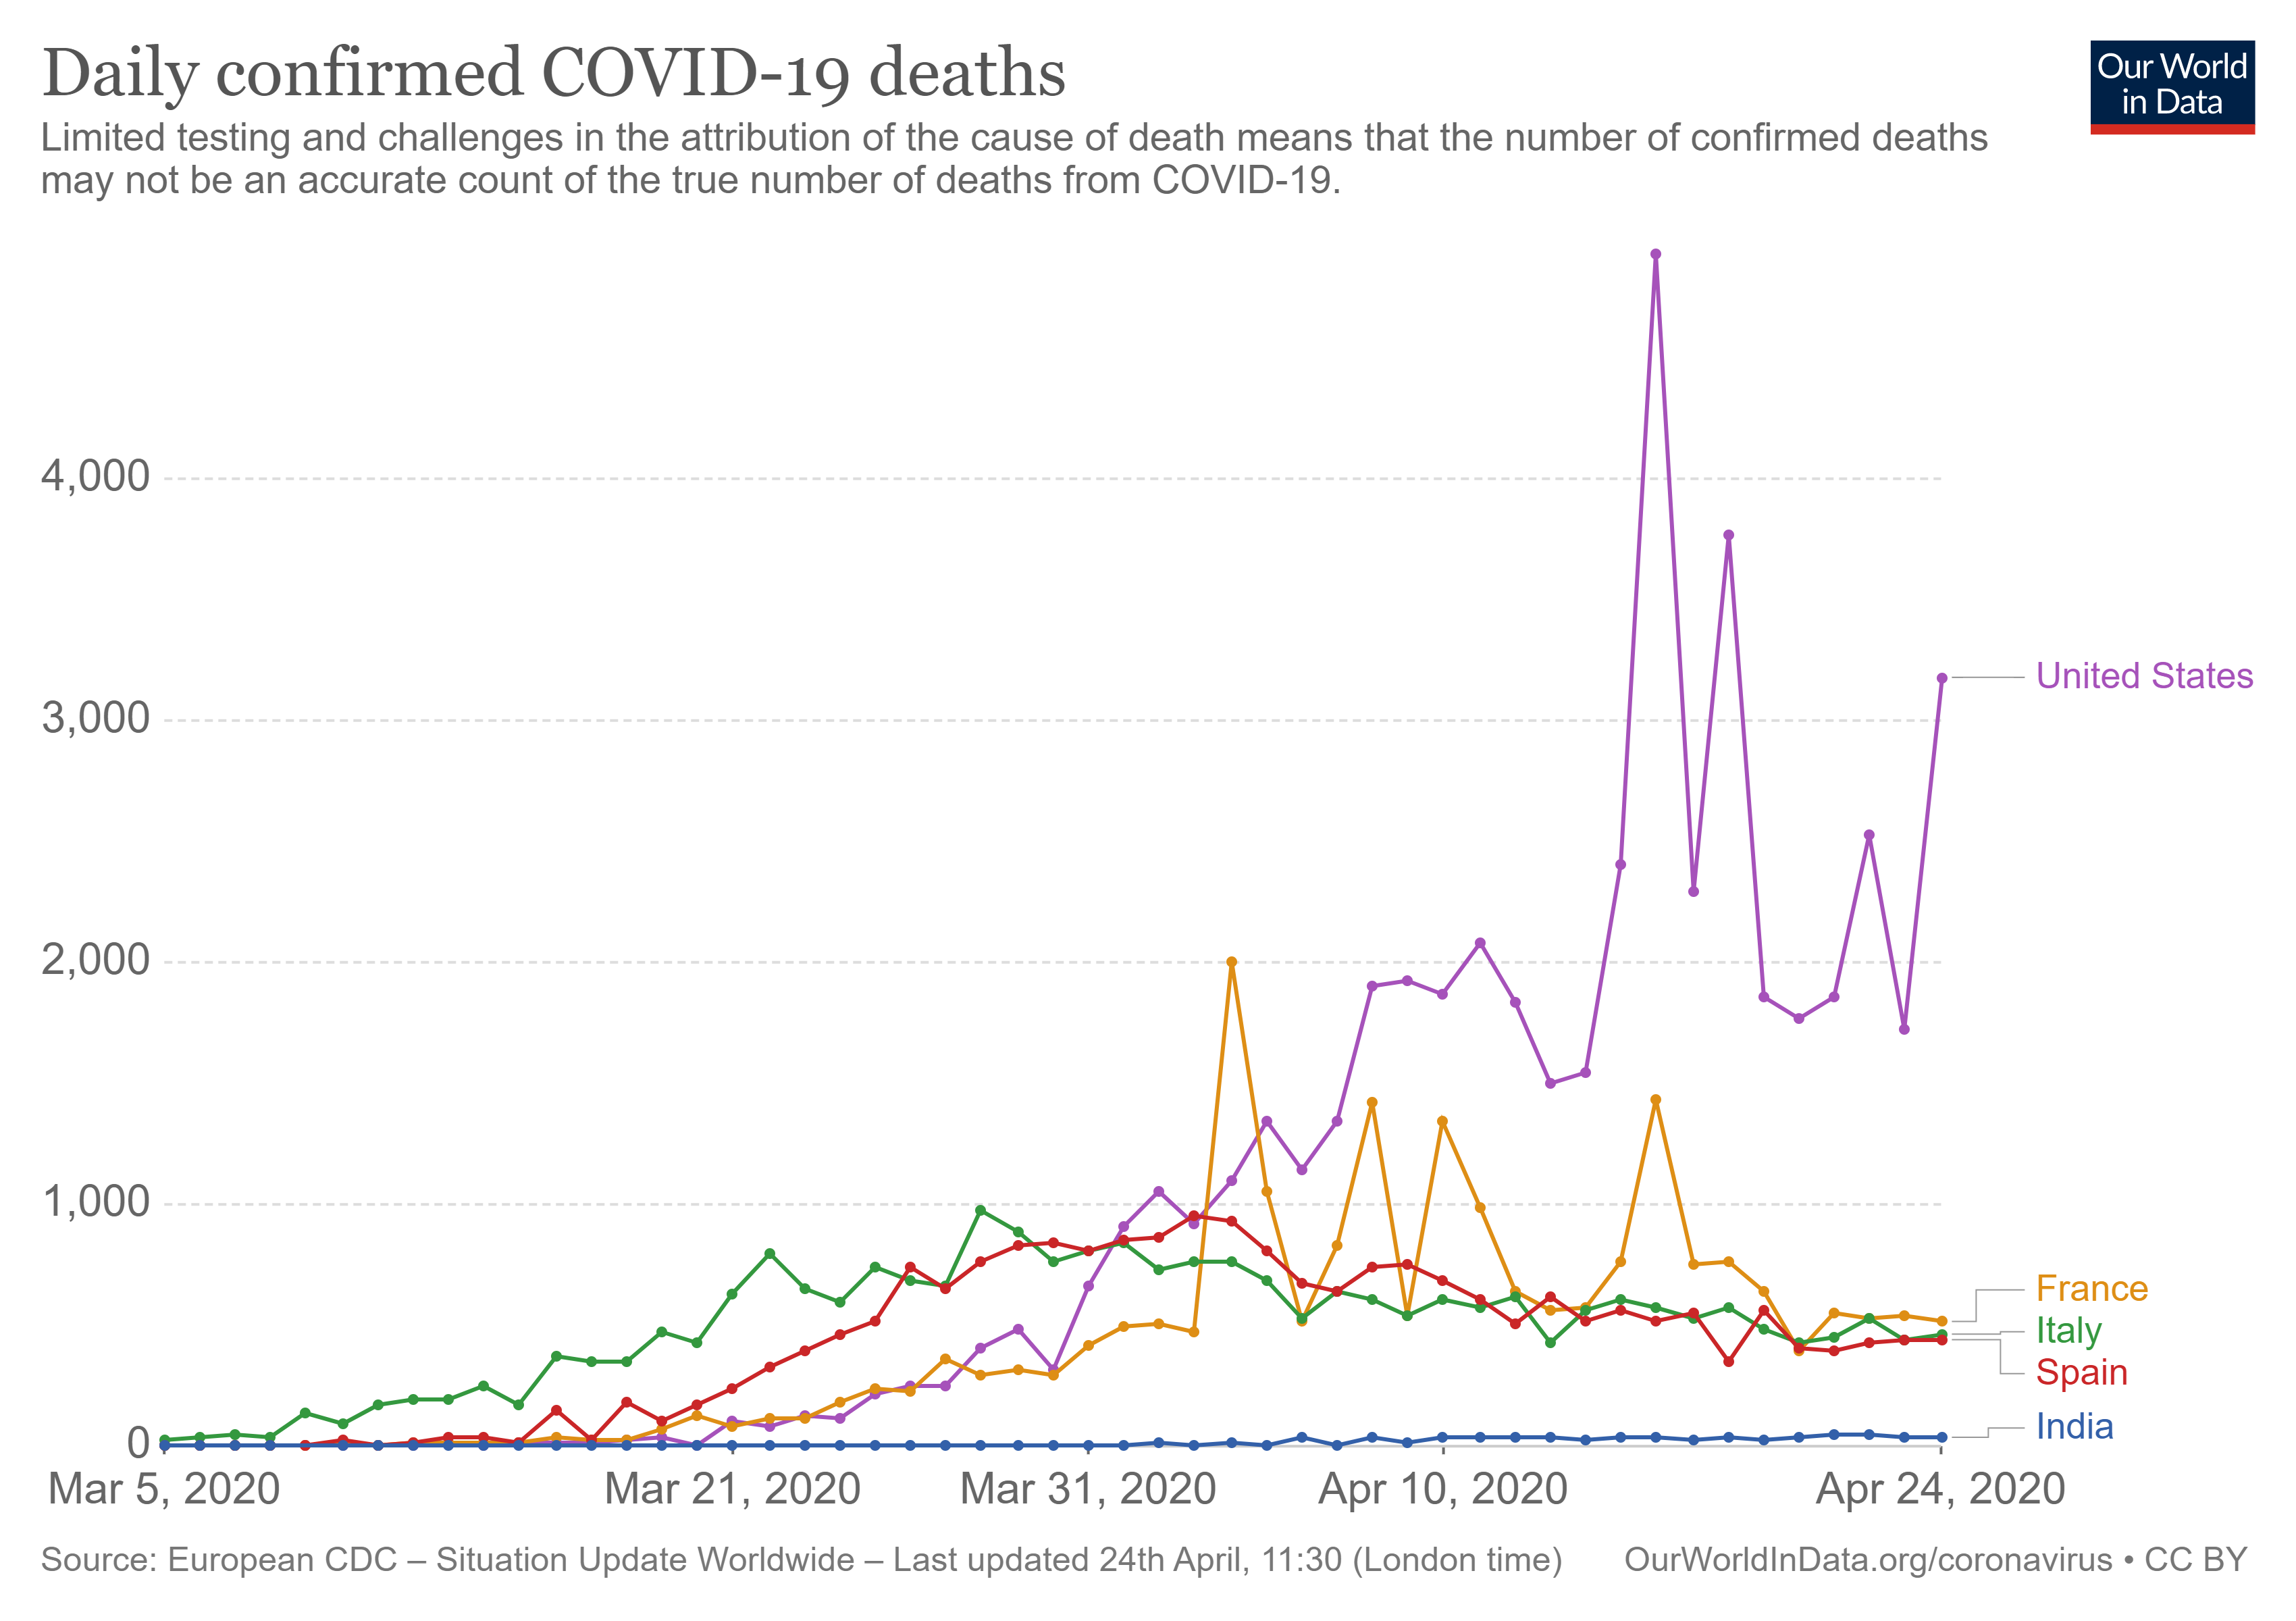 Daily confirmed COVID-19 deaths
Our World
in Data
Limited testing and challenges in the attribution of the cause of death means that the number of confirmed deaths
may not be an accurate count of the true number of deaths from COVID-19.
4,000
3,000
2,000
1,000
0
United States
France
Italy
Spain
India
Mar 5, 2020
Mar 21, 2020
Mar 31, 2020
Apr 10, 2020
Apr 24, 2020
Source: European CDC – Situation Update Worldwide – Last updated 24th April, 11:30 (London time)
OurWorldInData.org/coronavirus • CC BY